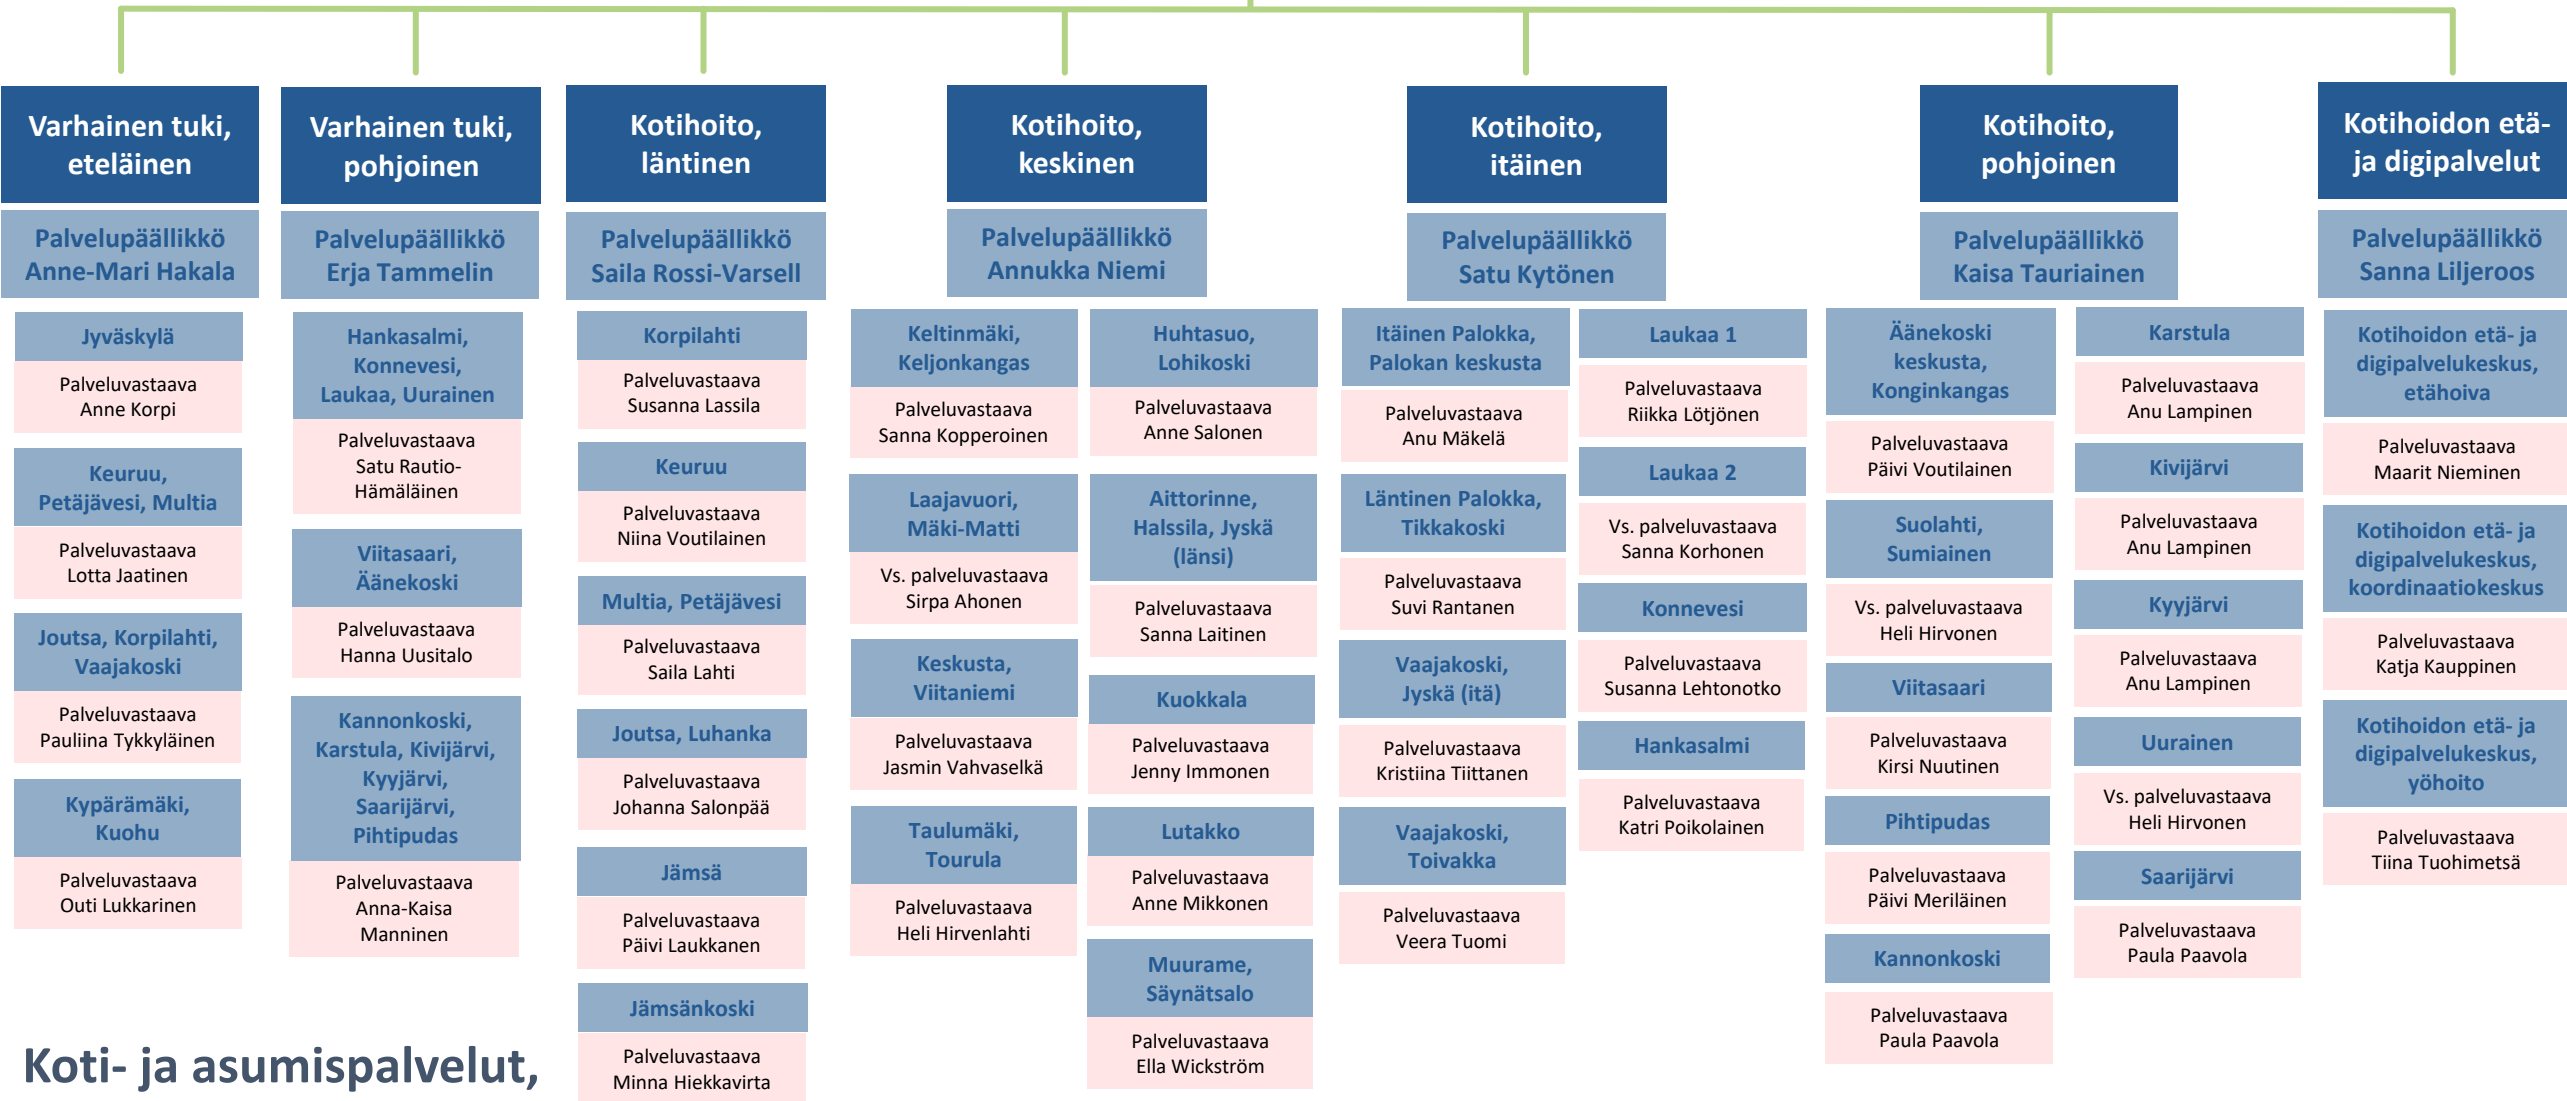 Varhainen tuki,
eteläinen
Palvelupäällikkö
Anne-Mari Hakala
Jyväskylä
Palveluvastaava
Anne Korpi
Keuruu,
Petäjävesi, Multia
Palveluvastaava
Lotta Jaatinen
Joutsa, Korpilahti,
Vaajakoski
Palveluvastaava
Pauliina Tykkyläinen
Kypärämäki,
Kuohu
Palveluvastaava
Outi Lukkarinen
Varhainen tuki,
pohjoinen
Palvelupäällikkö
Erja Tammelin
Hankasalmi,
Konnevesi,
Laukaa, Uurainen
Palveluvastaava
Satu Rautio-
Hämäläinen
Viitasaari,
Äänekoski
Palveluvastaava
Hanna Uusitalo
Kannonkoski,
Karstula, Kivijärvi,
Kyyjärvi,
Saarijärvi,
Pihtipudas
Palveluvastaava
Anna-Kaisa
Manninen
Kotihoito,
läntinen
Palvelupäällikkö
Saila Rossi-Varsell
Korpilahti
Palveluvastaava
Susanna Lassila
Keuruu
Palveluvastaava
Niina Voutilainen
Multia, Petäjävesi
Palveluvastaava
Saila Lahti
Joutsa, Luhanka
Palveluvastaava
Johanna Salonpää
Jämsä
Palveluvastaava
Päivi Laukkanen
Jämsänkoski
Palveluvastaava
Minna Hiekkavirta
Kotihoito,
keskinen
Palvelupäällikkö
Annukka Niemi
Keltinmäki,
Keljonkangas
Palveluvastaava
Sanna Kopperoinen
Laajavuori,
Mäki-Matti
Vs. palveluvastaava
Sirpa Ahonen
Keskusta,
Viitaniemi
Palveluvastaava
Jasmin Vahvaselkä
Taulumäki,
Tourula
Palveluvastaava
Heli Hirvenlahti
Huhtasuo,
Lohikoski
Palveluvastaava
Anne Salonen
Aittorinne,
Halssila, Jyskä
(länsi)
Palveluvastaava
Sanna Laitinen
Kuokkala
Palveluvastaava
Jenny Immonen
Lutakko
Palveluvastaava
Anne Mikkonen
Muurame,
Säynätsalo
Palveluvastaava
Ella Wickström
Kotihoito,
itäinen
Palvelupäällikkö
Satu Kytönen
Itäinen Palokka,
Palokan keskusta
Palveluvastaava
Anu Mäkelä
Läntinen Palokka,
Tikkakoski
Palveluvastaava
Suvi Rantanen
Vaajakoski,
Jyskä (itä)
Palveluvastaava
Kristiina Tiittanen
Vaajakoski,
Toivakka
Palveluvastaava
Veera Tuomi
Laukaa 1
Palveluvastaava
Riikka Lötjönen
Laukaa 2
Vs. palveluvastaava
Sanna Korhonen
Konnevesi
Palveluvastaava
Susanna Lehtonotko
Hankasalmi
Palveluvastaava
Katri Poikolainen
Kotihoito,
pohjoinen
Palvelupäällikkö
Kaisa Tauriainen
Äänekoski
keskusta,
Konginkangas
Palveluvastaava
Päivi Voutilainen
Suolahti,
Sumiainen
Vs. palveluvastaava
Heli Hirvonen
Viitasaari
Palveluvastaava
Kirsi Nuutinen
Pihtipudas
Palveluvastaava
Päivi Meriläinen
Kannonkoski
Palveluvastaava
Paula Paavola
Karstula
Palveluvastaava
Anu Lampinen
Kivijärvi
Palveluvastaava
Anu Lampinen
Kyyjärvi
Palveluvastaava
Anu Lampinen
Uurainen
Vs. palveluvastaava
Heli Hirvonen
Saarijärvi
Palveluvastaava
Paula Paavola
Kotihoidon etä-
ja digipalvelut
Palvelupäällikkö
Sanna Liljeroos
Kotihoidon etä- ja
digipalvelukeskus,
etähoiva
Palveluvastaava
Maarit Nieminen
Kotihoidon etä- ja
digipalvelukeskus,
koordinaatiokeskus
Palveluvastaava
Katja Kauppinen
Kotihoidon etä- ja
digipalvelukeskus,
yöhoito
Palveluvastaava
Tiina Tuohimetsä
Koti- ja asumispalvelut,